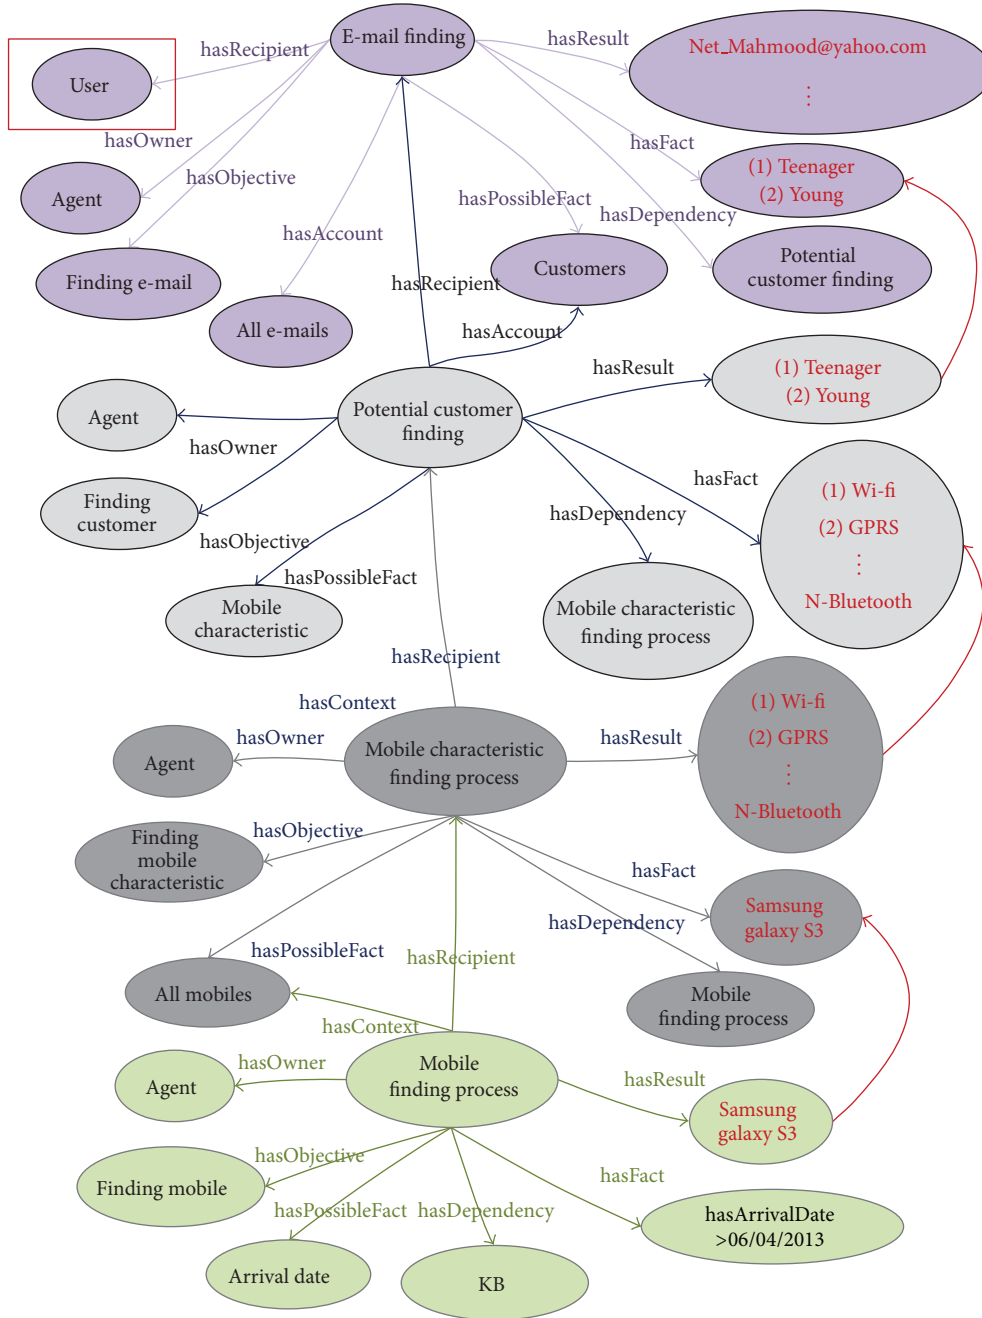 E-mail finding
hasRecipient
hasResult
Net_Mahmood@yahoo.com
⋮
User
hasOwner
hasFact
(1) Teenager
(2) Young
hasObjective
Agent
hasPossibleFact
hasDependency
hasAccount
Finding e-mail
Customers
Potential
customer finding
hasRecipient
All e-mails
hasAccount
hasResult
(1) Teenager
(2) Young
Agent
Potential customer
finding
hasOwner
hasFact
(1) Wi-fi
(2) GPRS
⋮
N-Bluetooth
Finding
customer
hasDependency
hasObjective
hasPossibleFact
Mobile
characteristic
Mobile characteristic
finding process
hasRecipient
hasContext
(1) Wi-fi
(2) GPRS
⋮
N-Bluetooth
hasOwner
hasResult
Agent
Mobile characteristic
finding process
hasObjective
Finding
mobile
characteristic
hasFact
Samsung
galaxy S3
hasDependency
hasPossibleFact
hasRecipient
All mobiles
Mobile
finding process
hasContext
hasOwner
Agent
Mobile
finding process
hasResult
Samsung
galaxy S3
hasObjective
Finding mobile
hasFact
hasPossibleFact
hasDependency
hasArrivalDate
>06/04/2013
Arrival date
KB